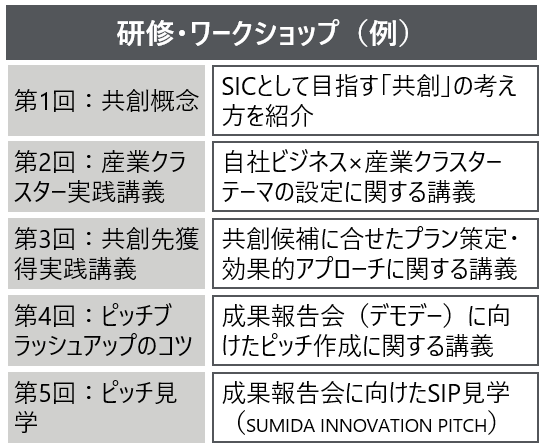 研修･ワークショップ（例）
第1回：共創概念
SICとして目指す｢共創｣の考え
方を紹介
第2回：産業クラ
スター実践講義
自社ビジネス×産業クラスター
テーマの設定に関する講義
第3回：共創先獲
得実践講義
共創候補に合せたプラン策定･
効果的アプローチに関する講義
第4回：ピッチブ
ラッシュアップのコツ
成果報告会（デモデー）に向
けたピッチ作成に関する講義
第5回：ピッチ見
学
成果報告会に向けたSIP見学
（SUMIDA INNOVATION PITCH）